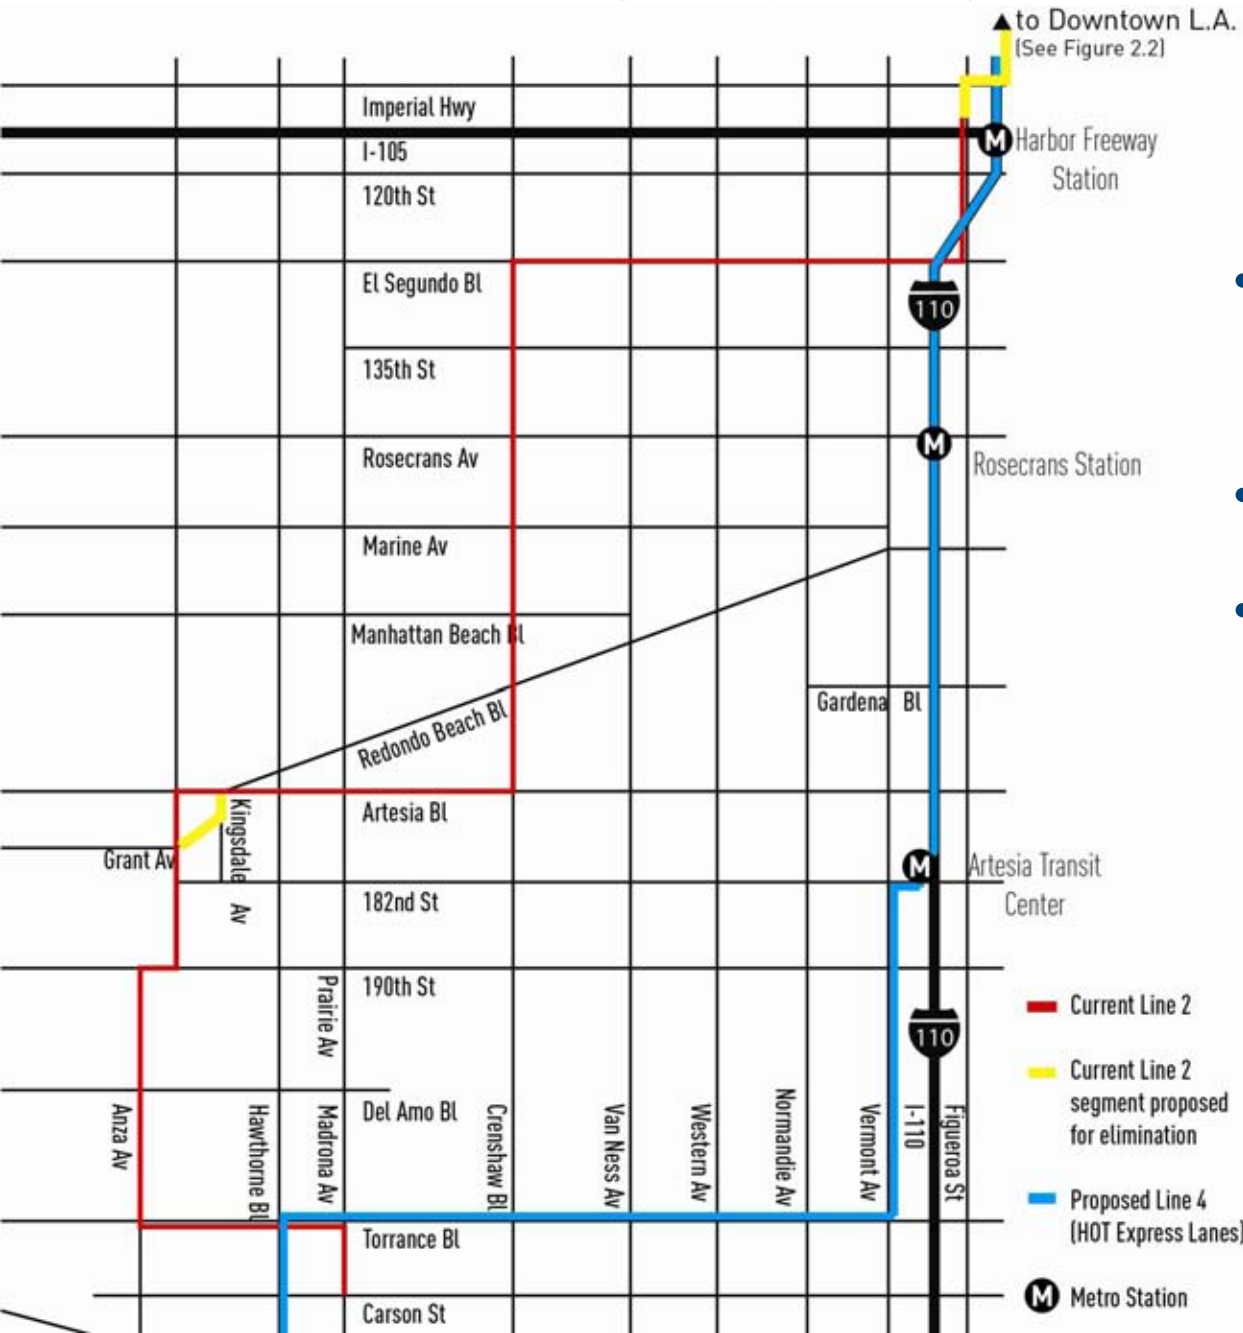 to Downtown L.A.
(See Figure 2.2)
Imperial Hwy
I-105
Harbor Freeway
Station
120th St
El Segundo Bl
110
135th St
Rosecrans Av
Rosecrans Station
Marine Av
Manhattan Beach Bl
Redondo Beach Bl
Gardena Bl
Artesia Bl
Kingsdale Av
Grant Av
Artesia Transit
Center
182nd St
190th St
Prairie Av
110
Current Line 2
Current Line 2
segment proposed
for elimination
Del Amo Bl
Anza Av
Hawthorne Bl
Madrona Av
Crenshaw Bl
Van Ness Av
Western Av
Normandie Av
Vermont Av
I-110
Figueroa St
Proposed Line 4
(HOT Express Lanes)
Torrance Bl
Carson St
M Metro Station
M
M
M